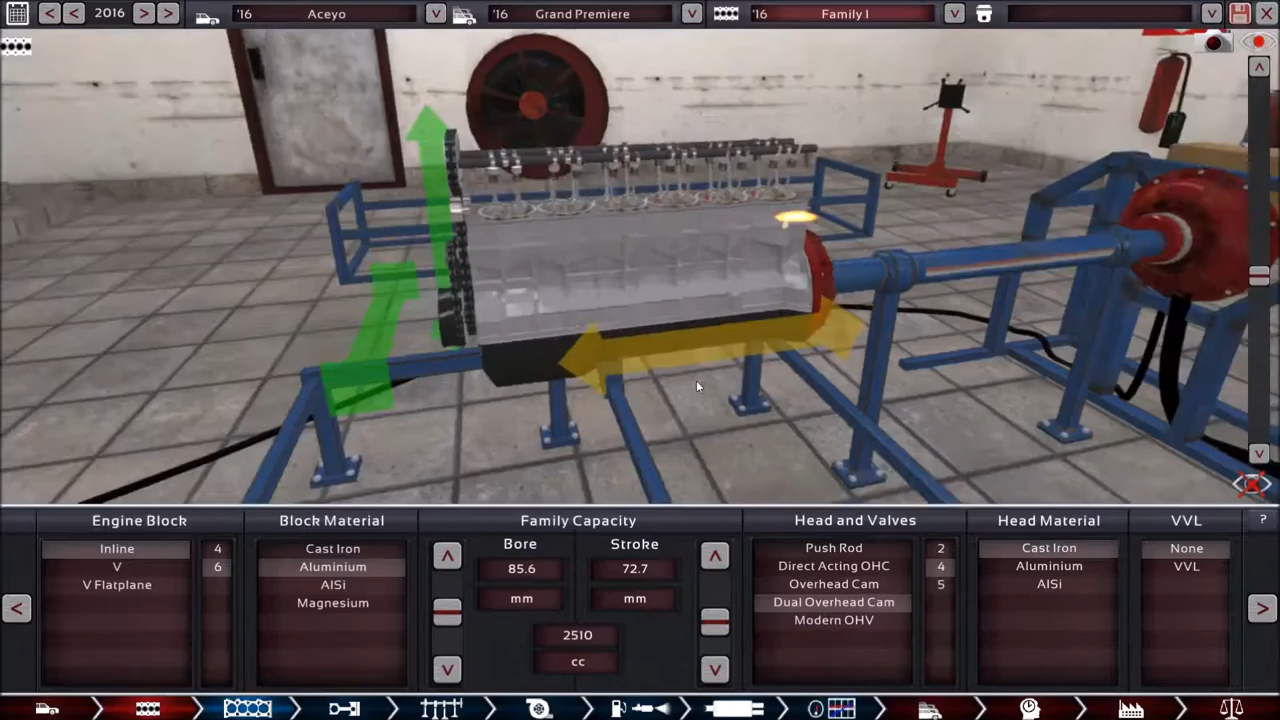 2016 '16 Aceyo '16 Grand Premiere '16 Family 1
Engine Block Block Material Family Capacity Head and Valves Head Material VVL ?
Inline 4 Cast Iron Bore Stroke Push Rod 2 Cast Iron None
V 6 Aluminium 85.6 72.7 Direct Acting OHC 4 Aluminium VVL
V Flatplane AlSi mm mm Overhead Cam 5 AlSi
Magnesium Dual Overhead Cam
2510 Modern OHV
cc